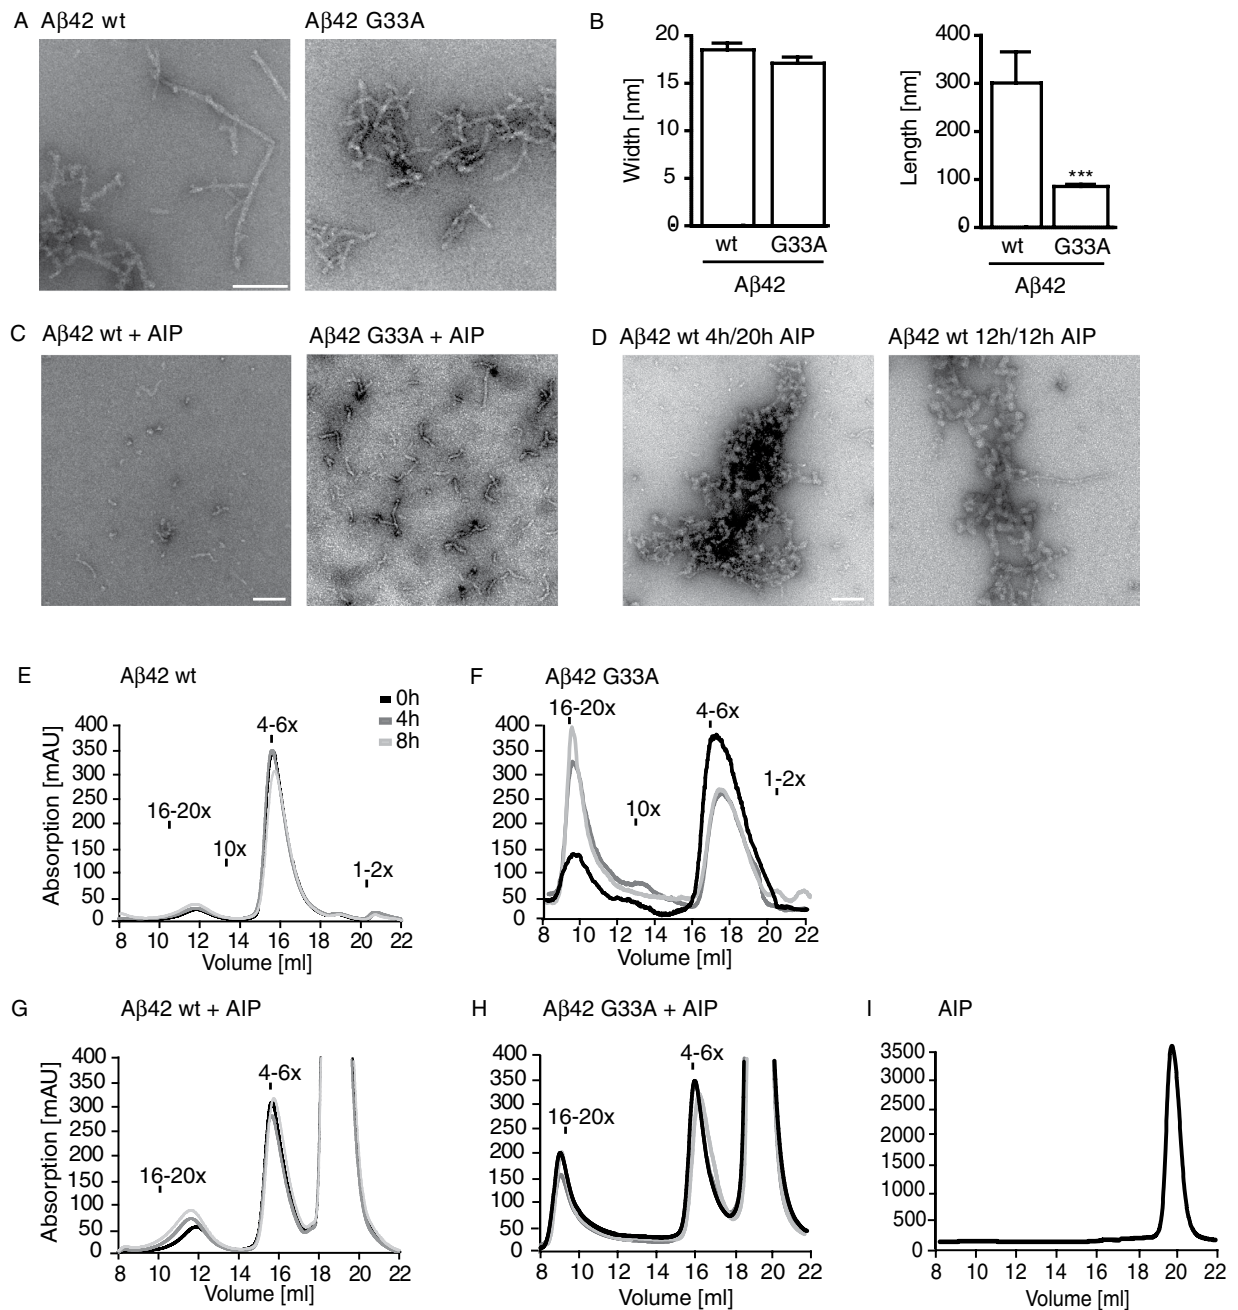 A Aβ42 wt
Aβ42 G33A
B
20
15
10
5
0
Width [nm]
wt G33A
Aβ42
400
300
200
100
0
Length [nm]
***
wt G33A
Aβ42
C Aβ42 wt + AIP
Aβ42 G33A + AIP
D Aβ42 wt 4h/20h AIP
Aβ42 wt 12h/12h AIP
E Aβ42 wt
0h
4h
8h
400
350
300
250
200
150
100
50
0
Absorption [mAU]
4-6x
16-20x
10x
1-2x
8 10 12 14 16 18 20 22
Volume [ml]
F Aβ42 G33A
16-20x
4-6x
10x
1-2x
400
350
300
250
200
150
100
50
0
8 10 12 14 16 18 20 22
Volume [ml]
G Aβ42 wt + AIP
400
350
300
250
200
150
100
50
0
Absorption [mAU]
4-6x
16-20x
8 10 12 14 16 18 20 22
Volume [ml]
H Aβ42 G33A + AIP
400
350
300
250
200
150
100
50
0
4-6x
16-20x
8 10 12 14 16 18 20 22
Volume [ml]
I AIP
3500
3000
2500
2000
1500
1000
500
0
8 10 12 14 16 18 20 22
Volume [ml]